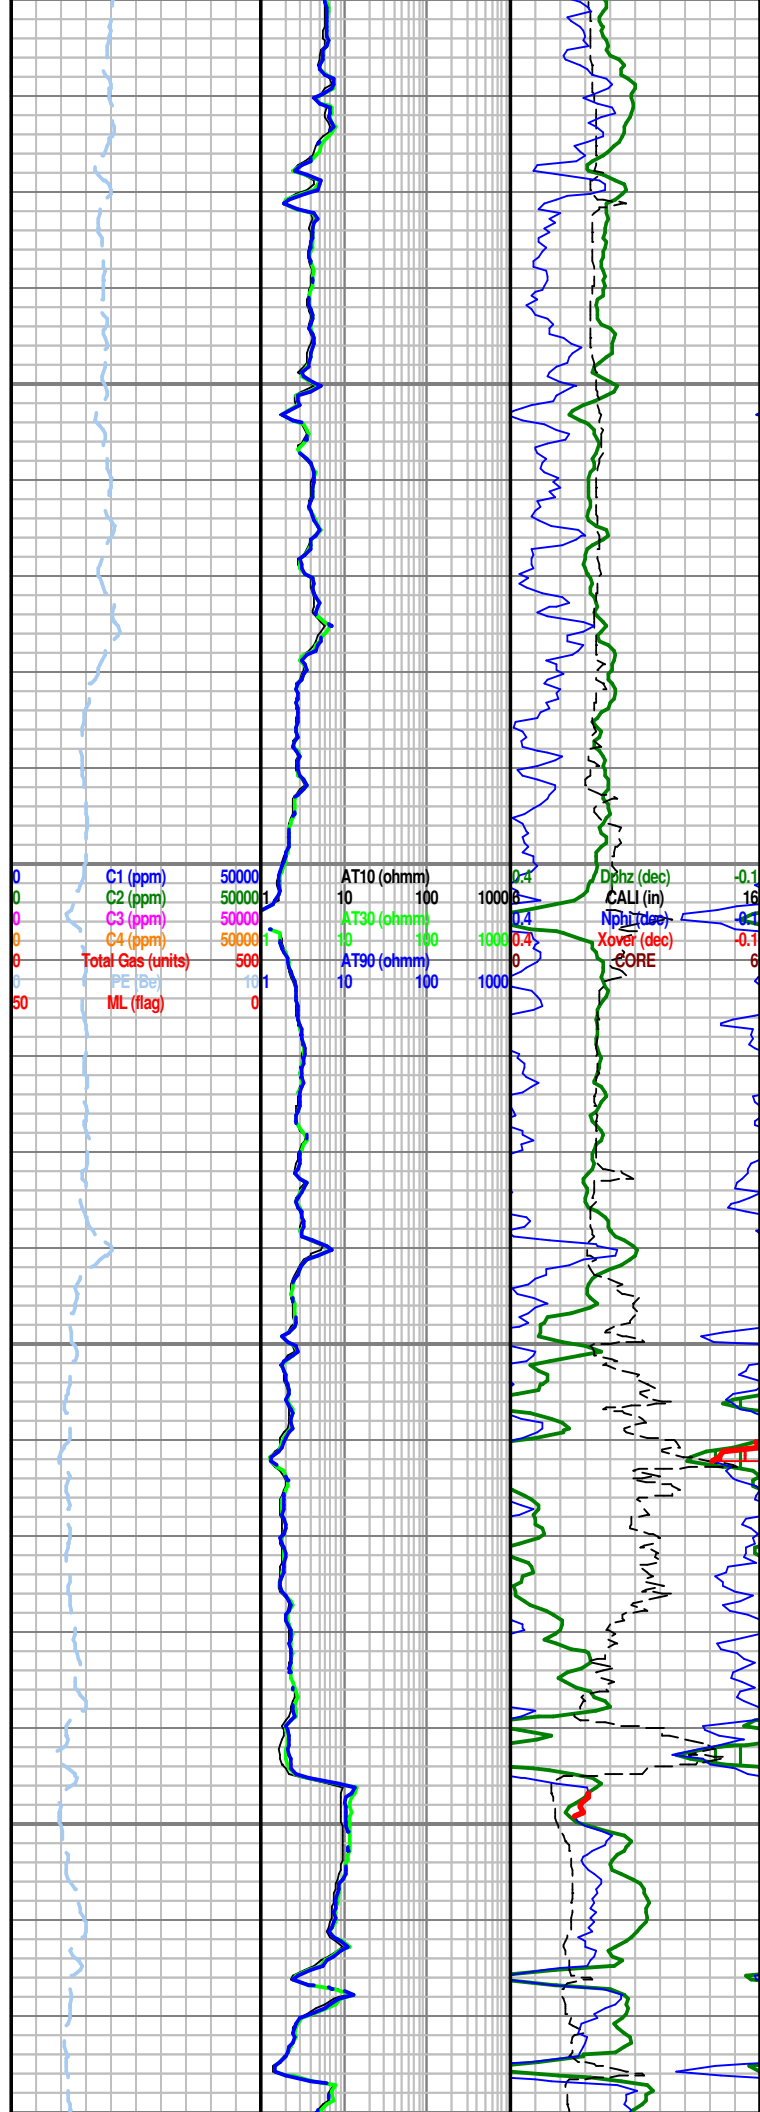 0 C1 (ppm) 50000 AT10 (ohmm) 0.4 Dphz (dec) -0.1
0 C2 (ppm) 50000 1 10 100 1000 6 CALI (in) 16
0 C3 (ppm) 50000 AT30 (ohmm) 0.4 Nphi (dec) -0.1
0 C4 (ppm) 50000 1 10 100 1000 0.4 Xover (dec) -0.1
0 Total Gas (units) 500 AT90 (ohmm) 0 CORE 6
0 PE (Be) 10 1 10 100 1000
50 ML (flag) 0